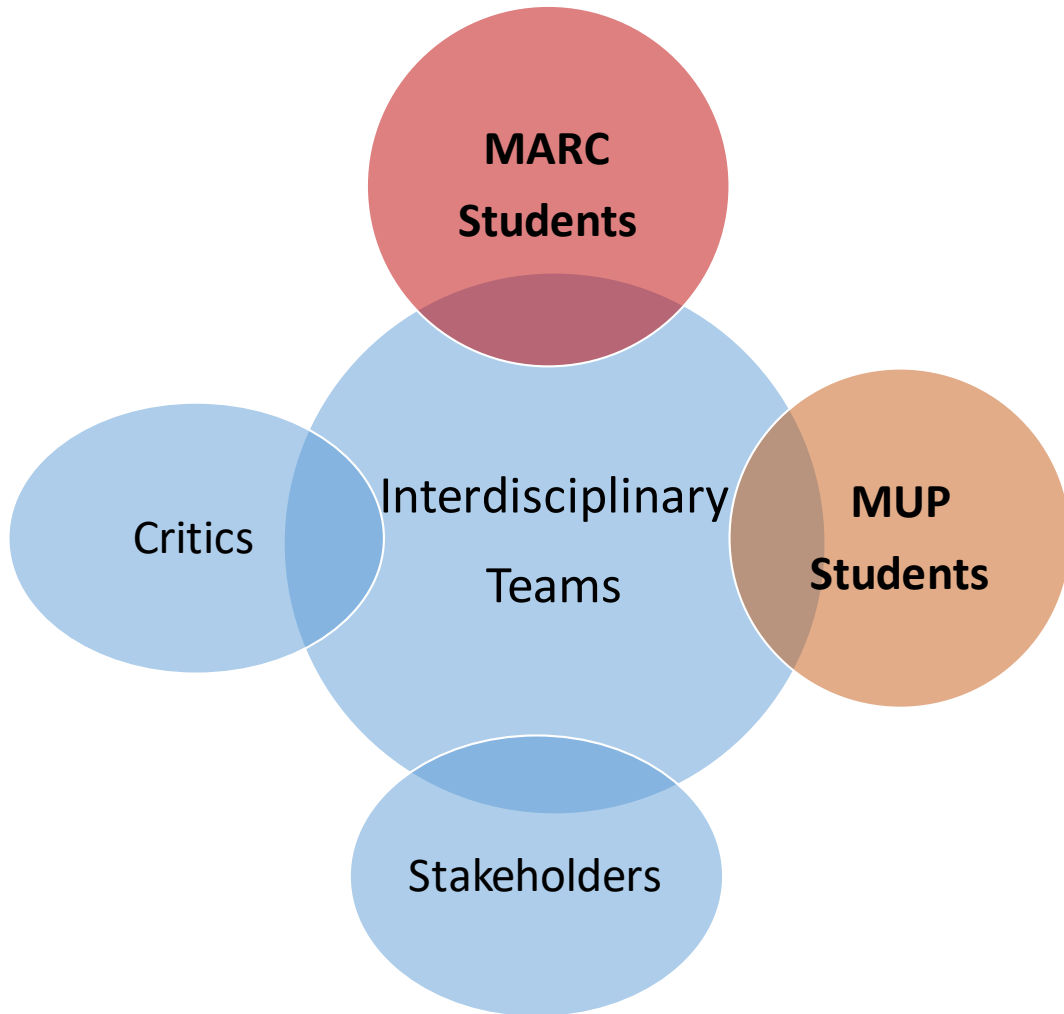 MARC
Students
Interdisciplinary
Teams
Critics
MUP
Students
Stakeholders